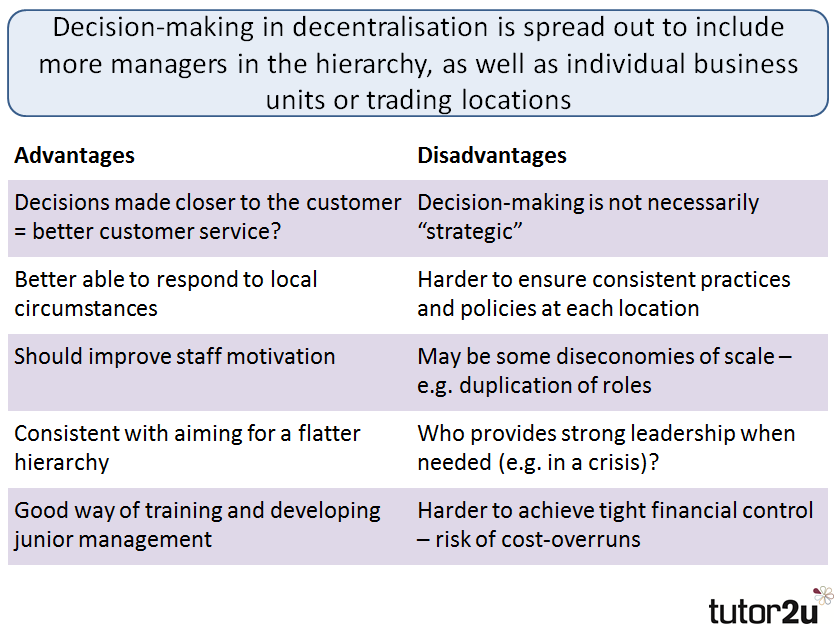 Decision-making in decentralisation is spread out to include
more managers in the hierarchy, as well as individual business
units or trading locations
Advantages
Disadvantages
Decisions made closer to the customer
= better customer service?
Decision-making is not necessarily
“strategic”
Better able to respond to local
circumstances
Harder to ensure consistent practices
and policies at each location
Should improve staff motivation
May be some diseconomies of scale –
e.g. duplication of roles
Consistent with aiming for a flatter
hierarchy
Who provides strong leadership when
needed (e.g. in a crisis)?
Good way of training and developing
junior management
Harder to achieve tight financial control
– risk of cost-overruns
tutor2u